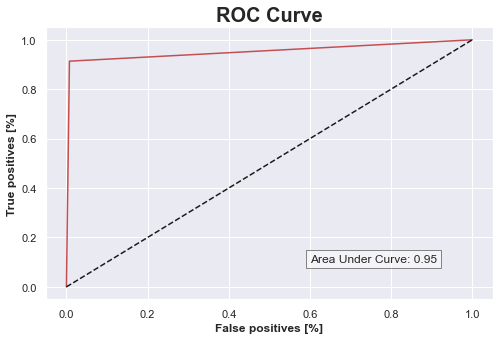 ROC Curve
1.0
0.8
0.6
0.4
0.2
0.0
True positives [%]
Area Under Curve: 0.95
0.0 0.2 0.4 0.6 0.8 1.0
False positives [%]